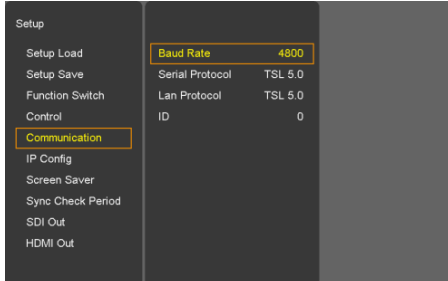 Setup
Setup Load
Setup Save
Function Switch
Control
Communication
IP Config
Screen Saver
Sync Check Period
SDI Out
HDMI Out
Baud Rate 4800
Serial Protocol TSL 5.0
Lan Protocol TSL 5.0
ID 0